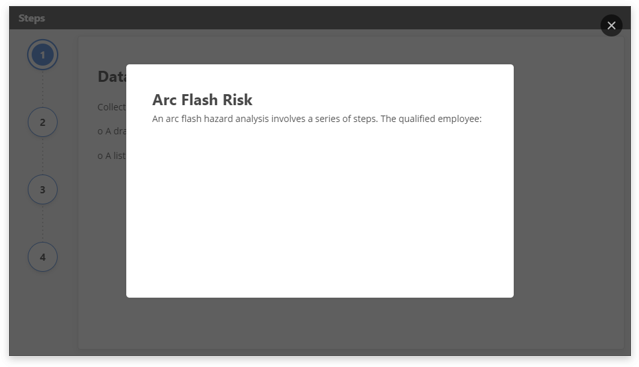 Steps
1
Data
Collect
o A dra
o A list
2
3
4
Arc Flash Risk
An arc flash hazard analysis involves a series of steps. The qualified employee: